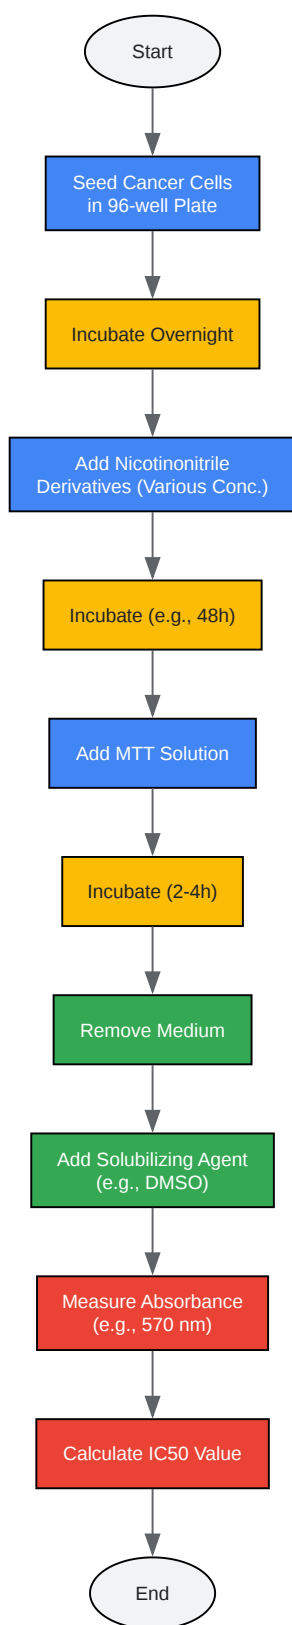 Start
Seed Cancer Cells
in 96-well Plate
Incubate Overnight
Add Nicotinonitrile
Derivatives (Various Conc.)
Incubate (e.g., 48h)
Add MTT Solution
Incubate (2-4h)
Remove Medium
Add Solubilizing Agent
(e.g., DMSO)
Measure Absorbance
(e.g., 570 nm)
Calculate IC50 Value
End